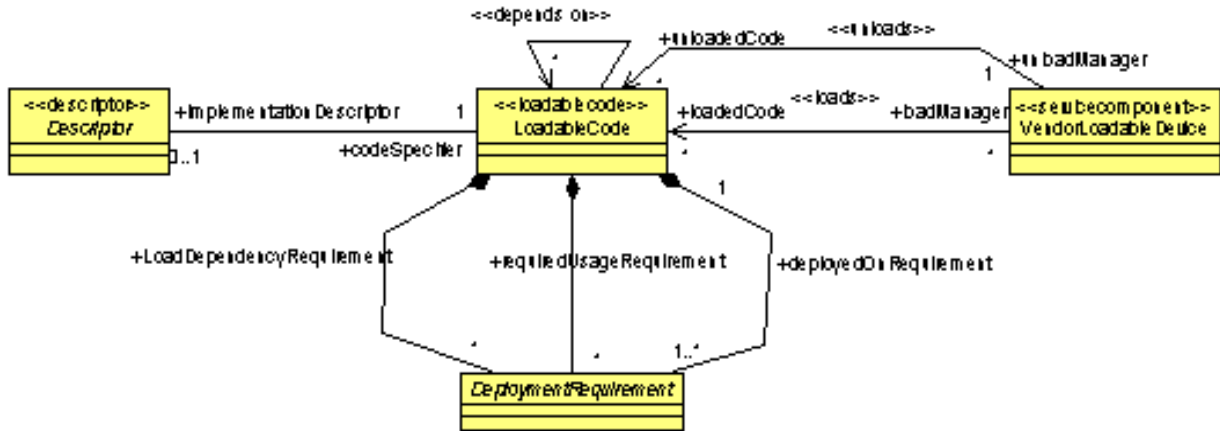 <<depends on>>
*
+unloadedCode
<<unloads>>
+unloadManager
*
1
<<descriptor>>
Descriptor
+ImplementationDescriptor
1
<<loadablecode>>
LoadableCode
+loadedCode
<<loads>>
+loadManager
<<servicecomponent>>
VendorLoadableDevice
0..1
+codeSpecifier
*
*
1
+LoadDependencyRequirement
+requiredUsageRequirement
+deployedOnRequirement
*
*
1..*
DeploymentRequirement